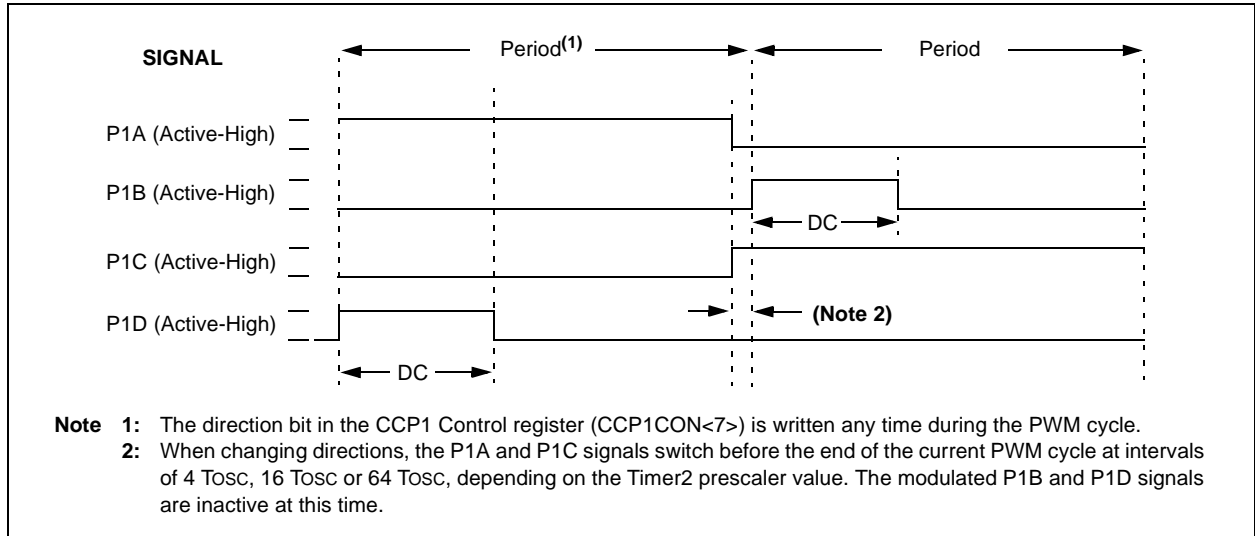 SIGNAL
Period(1)
Period
P1A (Active-High)
P1B (Active-High)
DC
P1C (Active-High)
P1D (Active-High)
(Note 2)
DC
Note 1: The direction bit in the CCP1 Control register (CCP1CON<7>) is written any time during the PWM cycle.
2: When changing directions, the P1A and P1C signals switch before the end of the current PWM cycle at intervals
of 4 TOSC, 16 TOSC or 64 TOSC, depending on the Timer2 prescaler value. The modulated P1B and P1D signals
are inactive at this time.